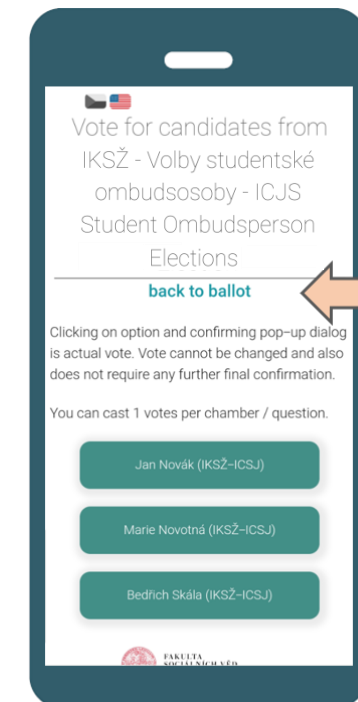 Vote for candidates from
IKSŽ - Volby studentské
ombudsosoby - ICJS
Student Ombudsperson
Elections
back to ballot
Clicking on option and confirming pop-up dialog
is actual vote. Vote cannot be changed and also
does not require any further final confirmation.
You can cast 1 votes per chamber / question.
Jan Novák (IKSŽ-ICSJ)
Marie Novotná (IKSŽ-ICSJ)
Bedřich Skála (IKSŽ-ICSJ)
FAKULTA
SOCIÁLNÍCH VĚD